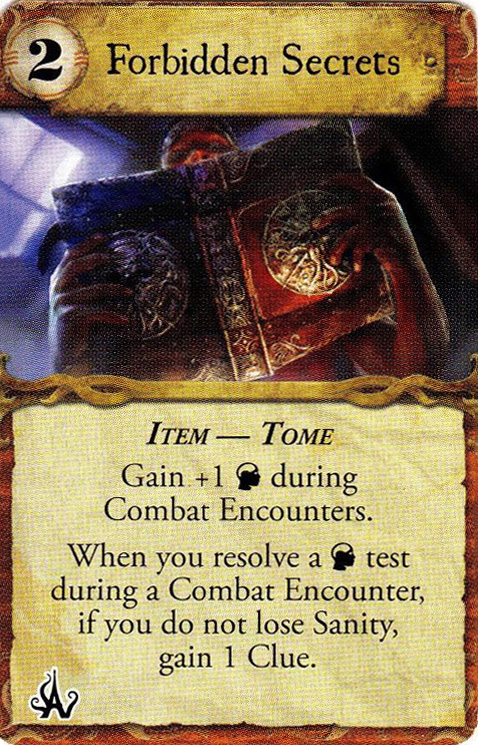 2 Forbidden Secrets
ITEM — TOME
Gain +1 during
Combat Encounters.
When you resolve a test
during a Combat Encounter,
if you do not lose Sanity,
gain 1 Clue.